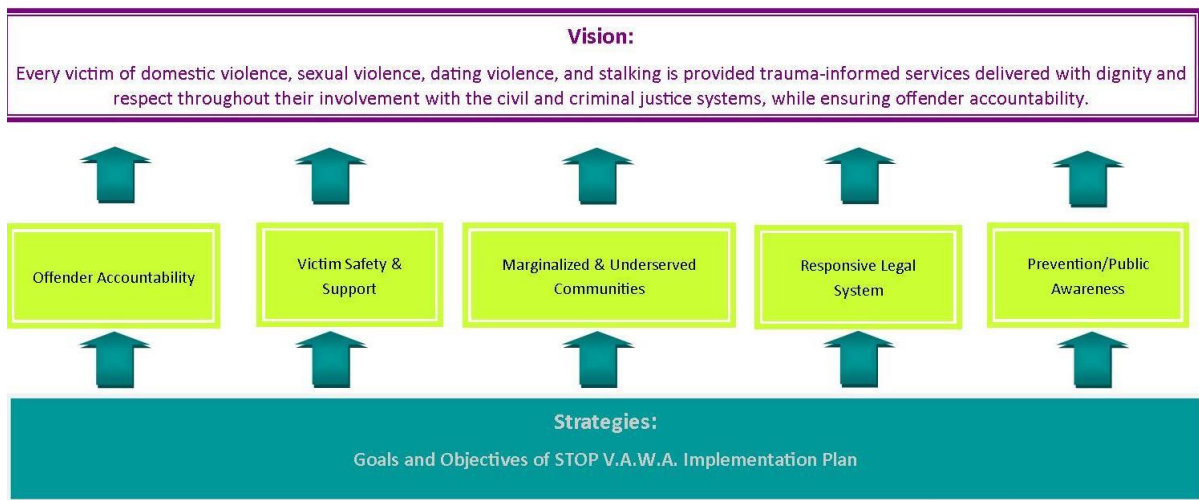 Vision:
Every victim of domestic violence, sexual violence, dating violence, and stalking is provided trauma-informed services delivered with dignity and
respect throughout their involvement with the civil and criminal justice systems, while ensuring offender accountability.
Offender Accountability
Victim Safety &
Support
Marginalized & Underserved
Communities
Responsive Legal
System
Prevention/Public
Awareness
Strategies:
Goals and Objectives of STOP V.A.W.A. Implementation Plan